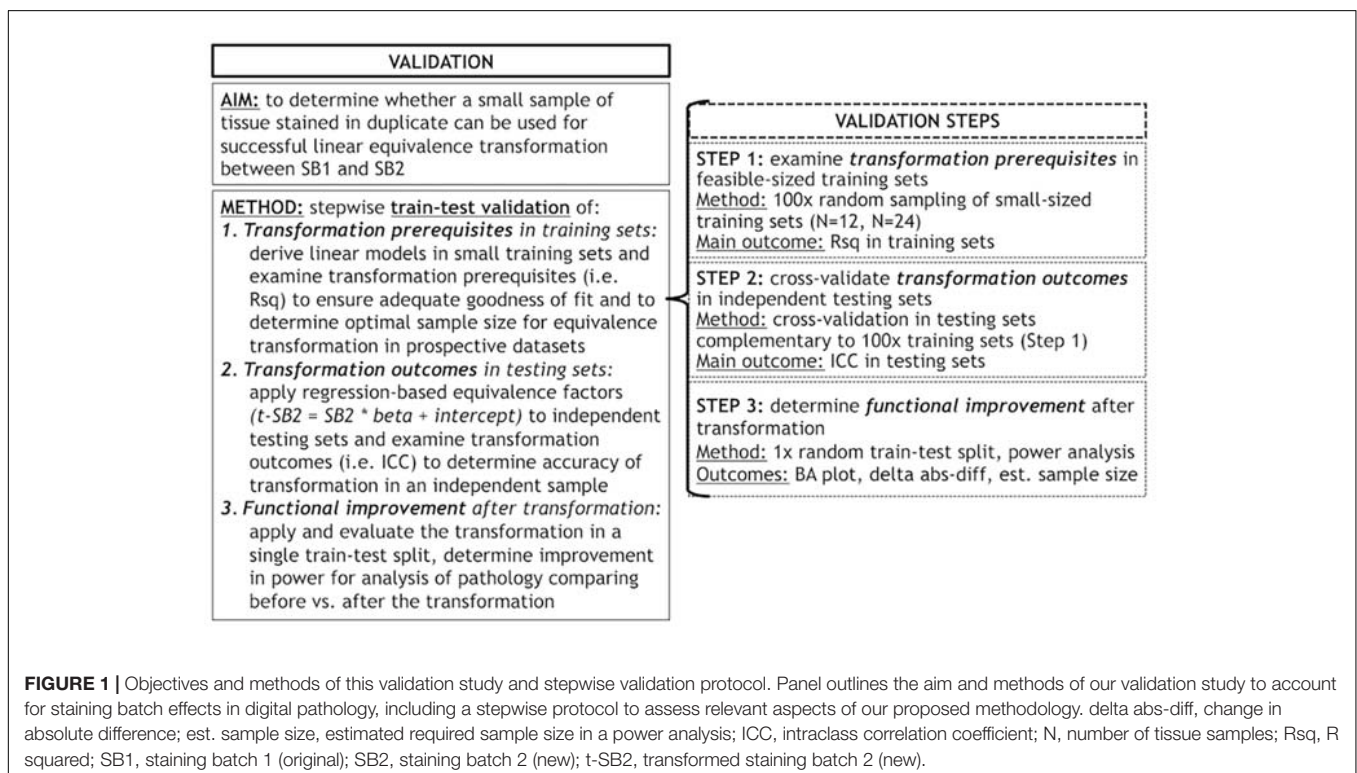 VALIDATION
AIM: to determine whether a small sample of
tissue stained in duplicate can be used for
successful linear equivalence transformation
between SB1 and SB2
METHOD: stepwise train-test validation of:
1. Transformation prerequisites in training sets:
derive linear models in small training sets and
examine transformation prerequisites (i.e.
Rsq) to ensure adequate goodness of fit and to
determine optimal sample size for equivalence
transformation in prospective datasets
2. Transformation outcomes in testing sets:
apply regression-based equivalence factors
(t-SB2 = SB2 * beta + intercept) to independent
testing sets and examine transformation
outcomes (i.e. ICC) to determine accuracy of
transformation in an independent sample
3. Functional improvement after transformation:
apply and evaluate the transformation in a
single train-test split, determine improvement
in power for analysis of pathology comparing
before vs. after the transformation
VALIDATION STEPS
STEP 1: examine transformation prerequisites in
feasible-sized training sets
Method: 100x random sampling of small-sized
training sets (N=12, N=24)
Main outcome: Rsq in training sets
STEP 2: cross-validate transformation outcomes
in independent testing sets
Method: cross-validation in testing sets
complementary to 100x training sets (Step 1)
Main outcome: ICC in testing sets
STEP 3: determine functional improvement after
transformation
Method: 1x random train-test split, power analysis
Outcomes: BA plot, delta abs-diff, est. sample size
FIGURE 1 | Objectives and methods of this validation study and stepwise validation protocol. Panel outlines the aim and methods of our validation study to account
for staining batch effects in digital pathology, including a stepwise protocol to assess relevant aspects of our proposed methodology. delta abs-diff, change in
absolute difference; est. sample size, estimated required sample size in a power analysis; ICC, intraclass correlation coefficient; N, number of tissue samples; Rsq, R
squared; SB1, staining batch 1 (original); SB2, staining batch 2 (new); t-SB2, transformed staining batch 2 (new).